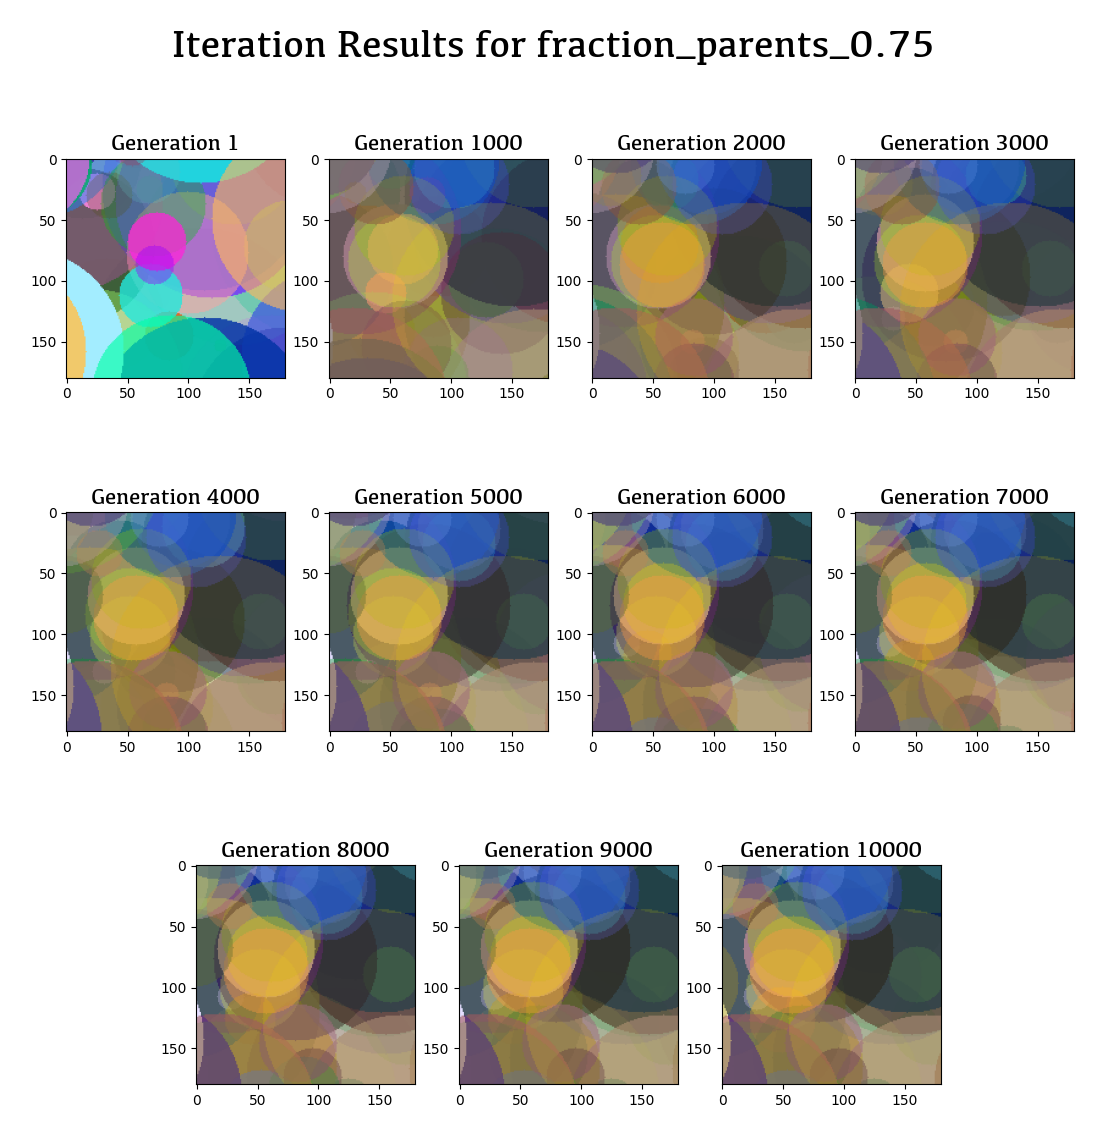 Iteration Results for fraction_parents_0.75
Generation 1 Generation 1000 Generation 2000 Generation 3000
0 0 0 0
50 50 50 50
100 100 100 100
150 150 150 150
0 50 100 150 0 50 100 150 0 50 100 150 0 50 100 150
Generation 4000 Generation 5000 Generation 6000 Generation 7000
0 0 0 0
50 50 50 50
100 100 100 100
150 150 150 150
0 50 100 150 0 50 100 150 0 50 100 150 0 50 100 150
Generation 8000 Generation 9000 Generation 10000
0 0 0
50 50 50
100 100 100
150 150 150
0 50 100 150 0 50 100 150 0 50 100 150